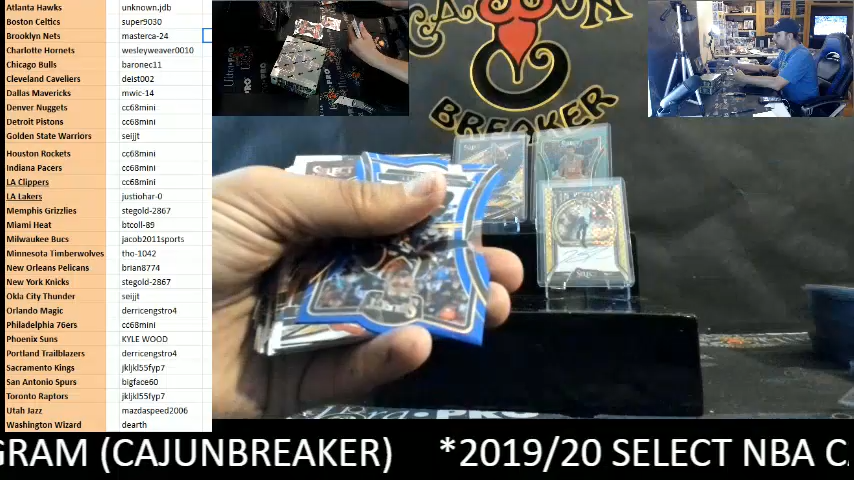 Atlanta Hawks unknown.jdb
Boston Celtics super9030
Brooklyn Nets masterca-24
Charlotte Hornets wesleyweaver0010
Chicago Bulls baronec11
Cleveland Cavaliers deist002
Dallas Mavericks mwic-14
Denver Nuggets cc68mini
Detroit Pistons cc68mini
Golden State Warriors seijjt
Houston Rockets cc68mini
Indiana Pacers cc68mini
LA Clippers cc68mini
LA Lakers justiohar-0
Memphis Grizzlies stegold-2867
Miami Heat btcoll-89
Milwaukee Bucs jacob2011sports
Minnesota Timberwolves tho-1042
New Orleans Pelicans brian8774
New York Knicks stegold-2867
Okla City Thunder seijjt
Orlando Magic derricengstro4
Philadelphia 76ers cc68mini
Phoenix Suns KYLE WOOD
Portland Trailblazers derricengstro4
Sacramento Kings jkljkl55fyp7
San Antonio Spurs bigface60
Toronto Raptors jkljkl55fyp7
Utah Jazz mazdaspeed2006
Washington Wizard dearth
BREAKER
SELECT
PRO
GRAM (CAJUNBREAKER) *2019/20 SELECT NBA